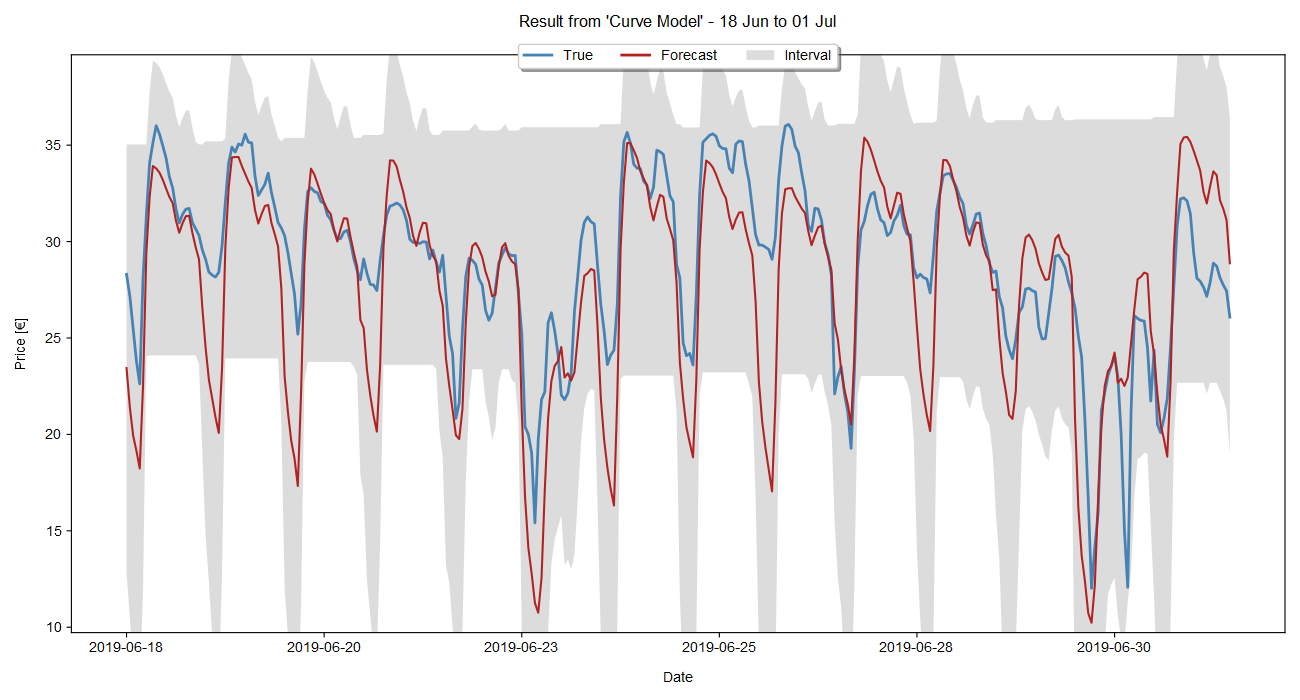 Result from 'Curve Model' - 18 Jun to 01 Jul
True Forecast Interval
Price [€]
35
30
25
20
15
10
2019-06-18 2019-06-20 2019-06-23 2019-06-25 2019-06-28 2019-06-30
Date